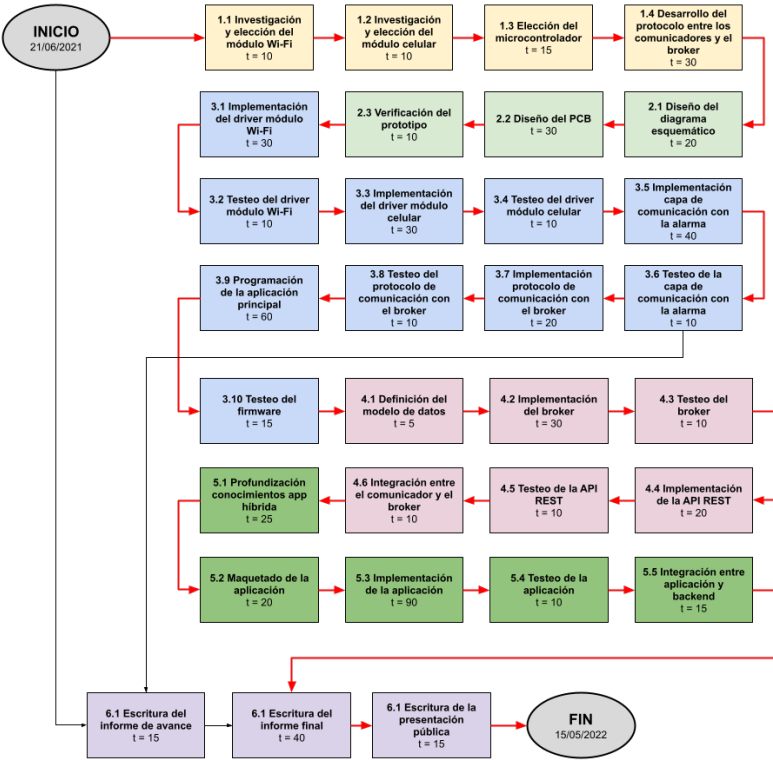 INICIO
21/06/2021
1.1 Investigación
y elección del
módulo Wi-Fi
t = 10
1.2 Investigación
y elección del
módulo celular
t = 10
1.3 Elección del
microcontrolador
t = 15
1.4 Desarrollo del
protocolo entre los
comunicadores y el
broker
t = 30
3.1 Implementación
del driver módulo
Wi-Fi
t = 30
2.3 Verificación del
prototipo
t = 10
2.2 Diseño del PCB
t = 30
2.1 Diseño del
diagrama
esquemático
t = 20
3.2 Testeo del driver
módulo Wi-Fi
t = 10
3.3 Implementación
del driver módulo
celular
t = 30
3.4 Testeo del driver
módulo celular
t = 10
3.5 Implementación
capa de
comunicación con
la alarma
t = 40
3.9 Programación
de la aplicación
principal
t = 60
3.8 Testeo del
protocolo de
comunicación con
el broker
t = 10
3.7 Implementación
protocolo de
comunicación con
el broker
t = 20
3.6 Testeo de la
capa de
comunicación con
la alarma
t = 10
3.10 Testeo del
firmware
t = 15
4.1 Definición del
modelo de datos
t = 5
4.2 Implementación
del broker
t = 30
4.3 Testeo del
broker
t = 10
5.1 Profundización
conocimientos app
híbrida
t = 25
4.6 Integración entre
el comunicador y el
broker
t = 10
4.5 Testeo de la API
REST
t = 10
4.4 Implementación
de la API REST
t = 20
5.2 Maquetado de la
aplicación
t = 20
5.3 Implementación
de la aplicación
t = 90
5.4 Testeo de la
aplicación
t = 10
5.5 Integración entre
aplicación y
backend
t = 15
6.1 Escritura del
informe de avance
t = 15
6.1 Escritura del
informe final
t = 40
6.1 Escritura de la
presentación
pública
t = 15
FIN
15/05/2022